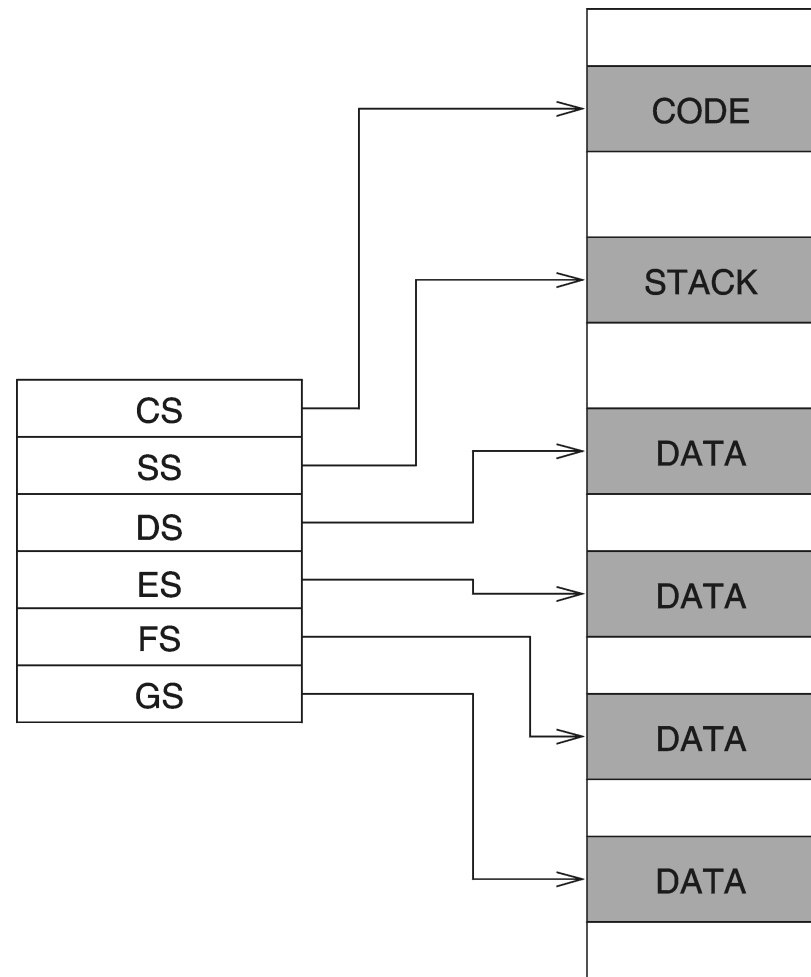 CS
SS
DS
ES
FS
GS
CODE
STACK
DATA
DATA
DATA
DATA